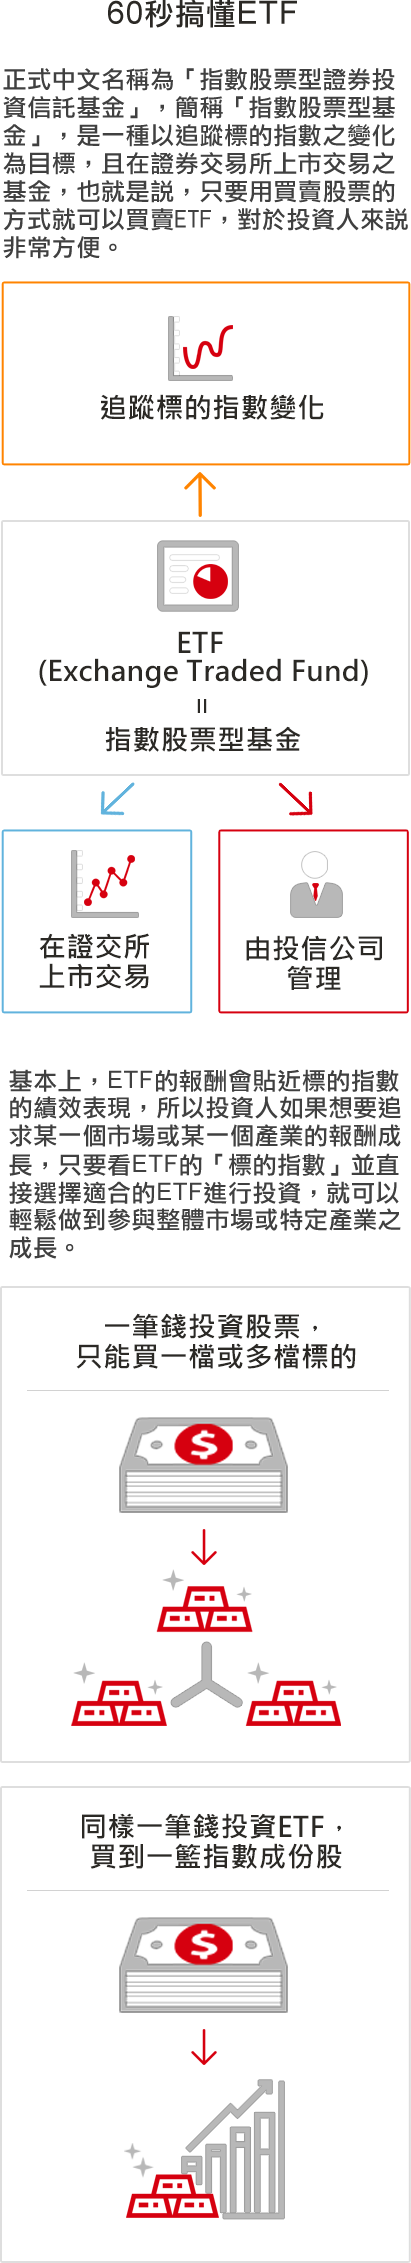 60秒搞懂ETF
正式中文名稱為「指數股票型證券投
資信託基金」，簡稱「指數股票型基
金」，是一種以追蹤標的指數之變化
為目標，且在證券交易所上市交易之
基金，也就是説，只要用買賣股票的
方式就可以買賣ETF，對於投資人來説
非常方便。
追蹤標的指數變化
ETF
(Exchange Traded Fund)
=
指數股票型基金
在證交所
上市交易
由投信公司
管理
基本上，ETF的報酬會貼近標的指數
的績效表現，所以投資人如果想要追
求某一個市場或某一個產業的報酬成
長，只要看ETF的「標的指數」並直
接選擇適合的ETF進行投資，就可以
輕鬆做到參與整體市場或特定產業之
成長。
一筆錢投資股票，
只能買一檔或多檔標的
$
同樣一筆錢投資ETF，
買到一籃指數成份股
$